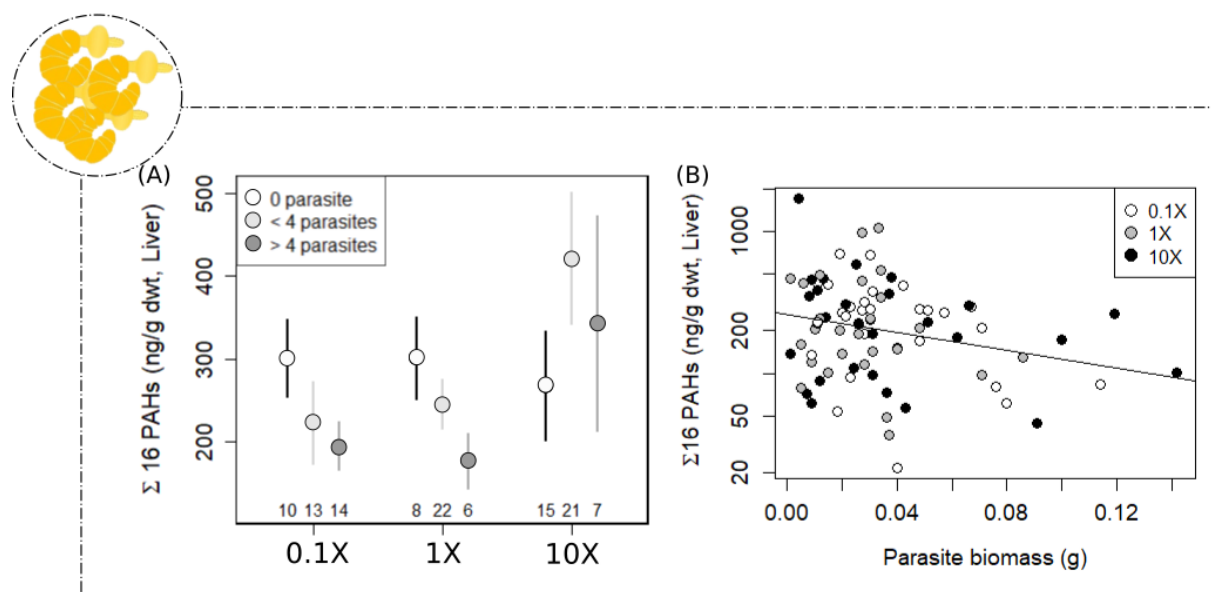 (A)
Σ 16 PAHs (ng/g dwt, Liver)
500
400
300
200
0 parasite
< 4 parasites
> 4 parasites
10 13 14 8 22 6 15 21 7
0.1X 1X 10X
(B)
Σ16 PAHs (ng/g dwt, Liver)
1000
200
50
20
0.1X
1X
10X
0.00 0.04 0.08 0.12
Parasite biomass (g)